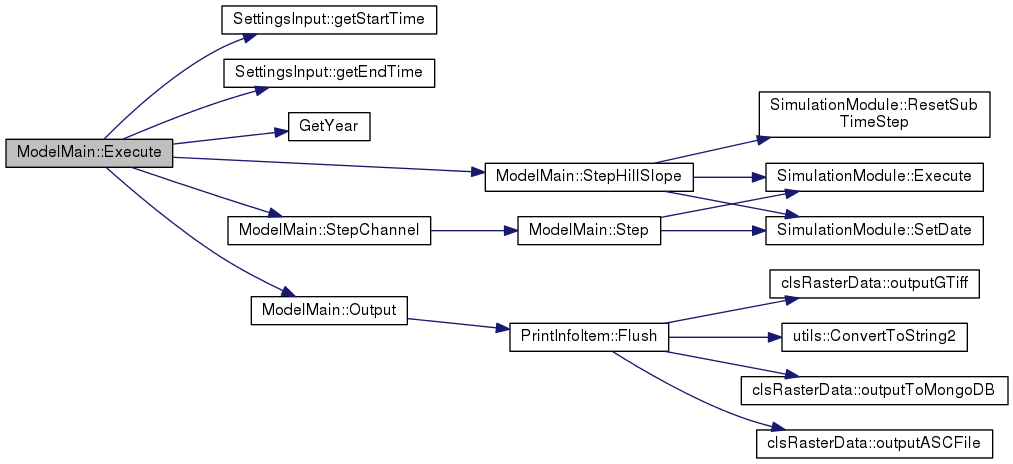 SettingsInput::getStartTime
SettingsInput::getEndTime
GetYear
ModelMain::Execute
ModelMain::StepHillSlope
SimulationModule::ResetSub
TimeStep
SimulationModule::Execute
SimulationModule::SetDate
ModelMain::StepChannel
ModelMain::Step
ModelMain::Output
PrintInfoItem::Flush
clsRasterData::outputGTiff
utils::ConvertToString2
clsRasterData::outputToMongoDB
clsRasterData::outputASCFile